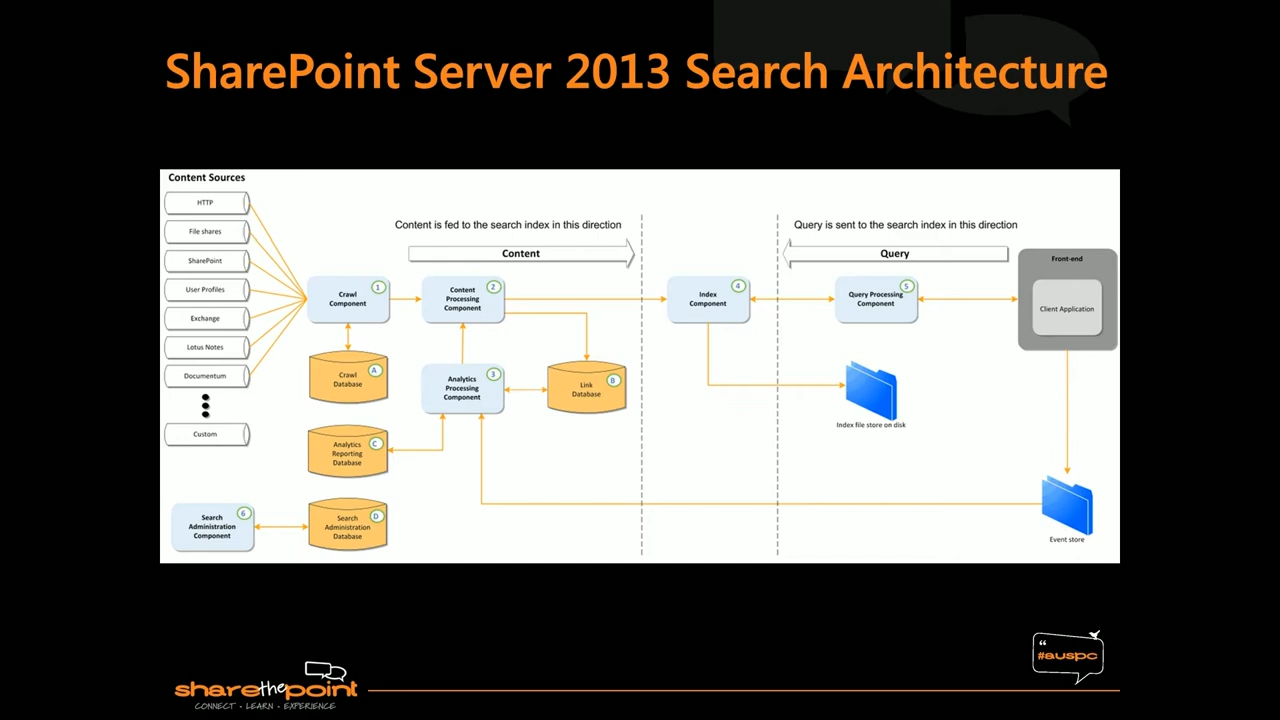 SharePoint Server 2013 Search Architecture
Content Sources
HTTP
File shares
SharePoint
User Profiles
Exchange
Lotus Notes
Documentum
Custom
Content is fed to the search index in this direction
Content
Query is sent to the search index in this direction
Query
Crawl
Component
1
Content
Processing
Component
2
Index
Component
4
Query Processing
Component
5
Front-end
Client Application
Crawl
Database
A
Analytics
Processing
Component
3
Link
Database
B
Index file store on disk
Analytics
Reporting
Database
C
Search
Administration
Component
6
Search
Administration
Database
D
Event store
“
#auspc
sharethepoint
CONNECT • LEARN • EXPERIENCE